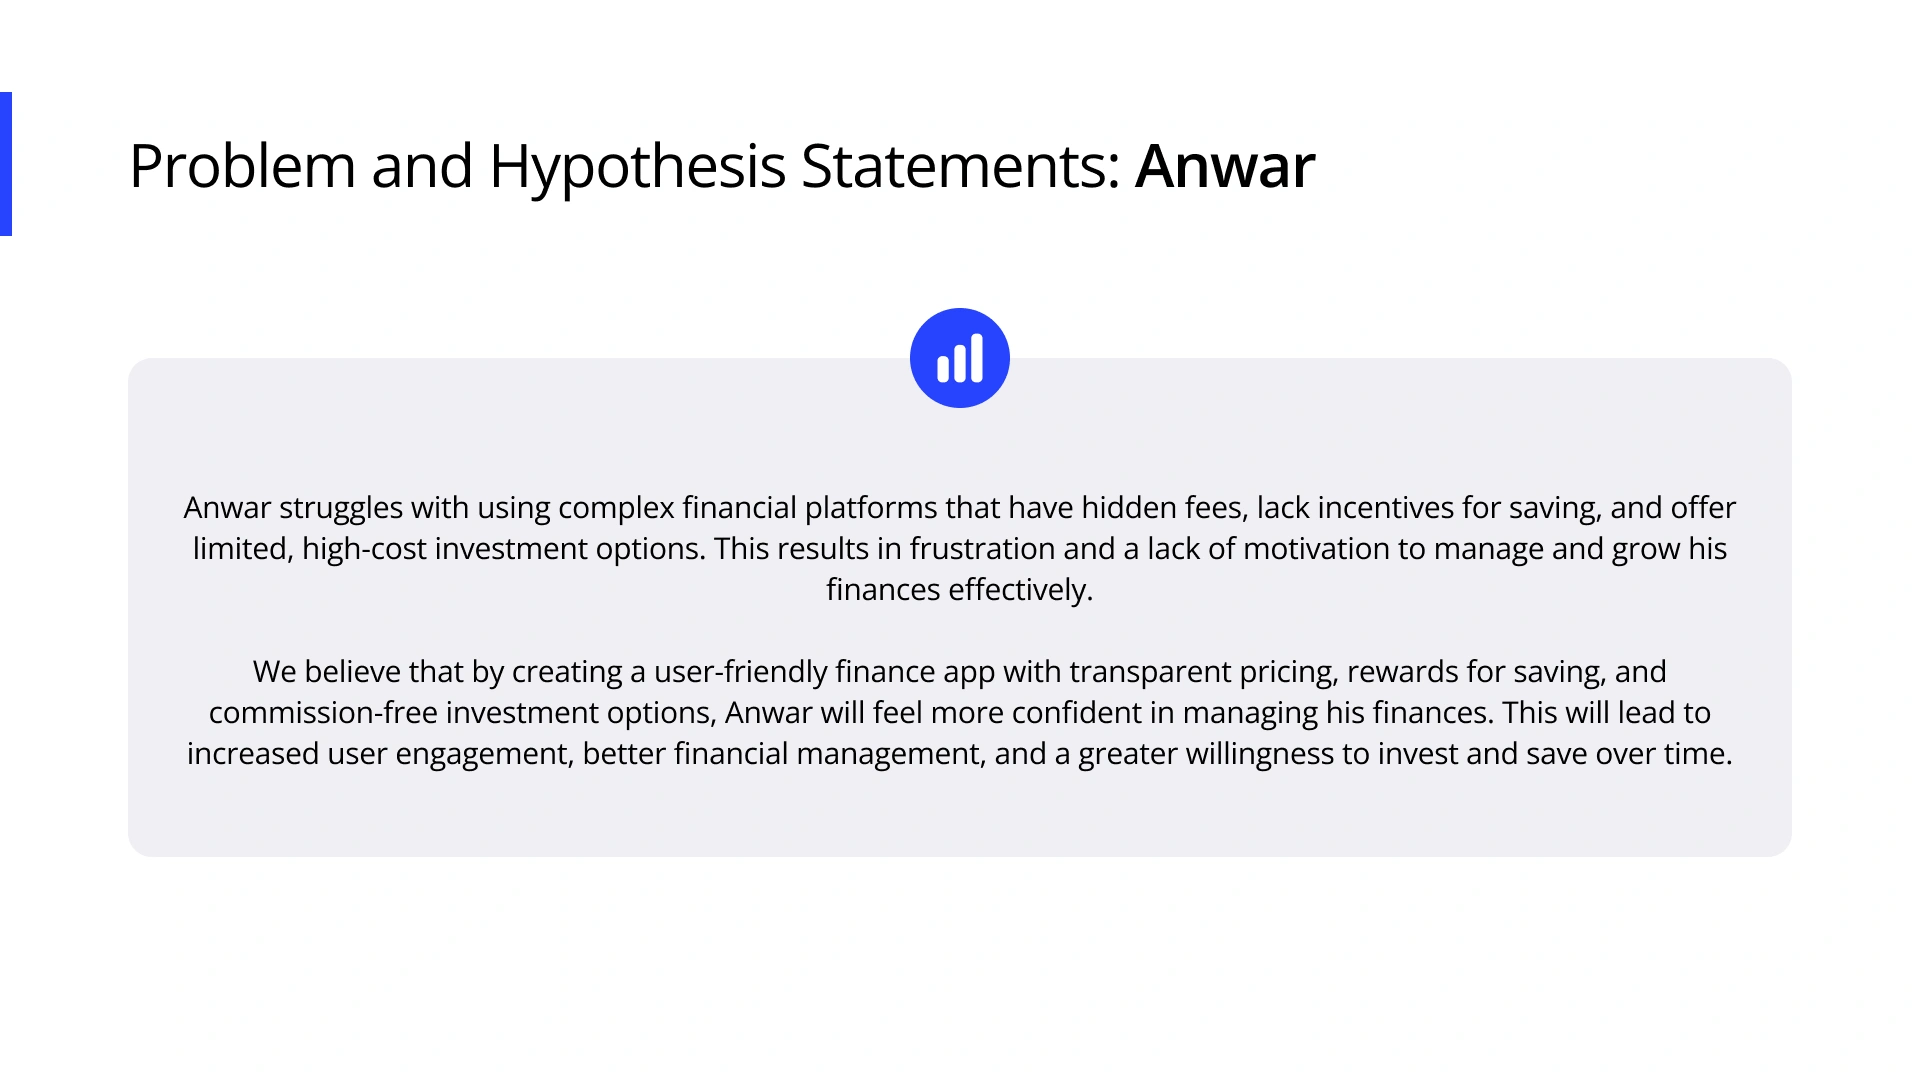 Problem and Hypothesis Statements: Anwar
Anwar struggles with using complex financial platforms that have hidden fees, lack incentives for saving, and offer
limited, high-cost investment options. This results in frustration and a lack of motivation to manage and grow his
finances effectively.
We believe that by creating a user-friendly finance app with transparent pricing, rewards for saving, and
commission-free investment options, Anwar will feel more confident in managing his finances. This will lead to
increased user engagement, better financial management, and a greater willingness to invest and save over time.